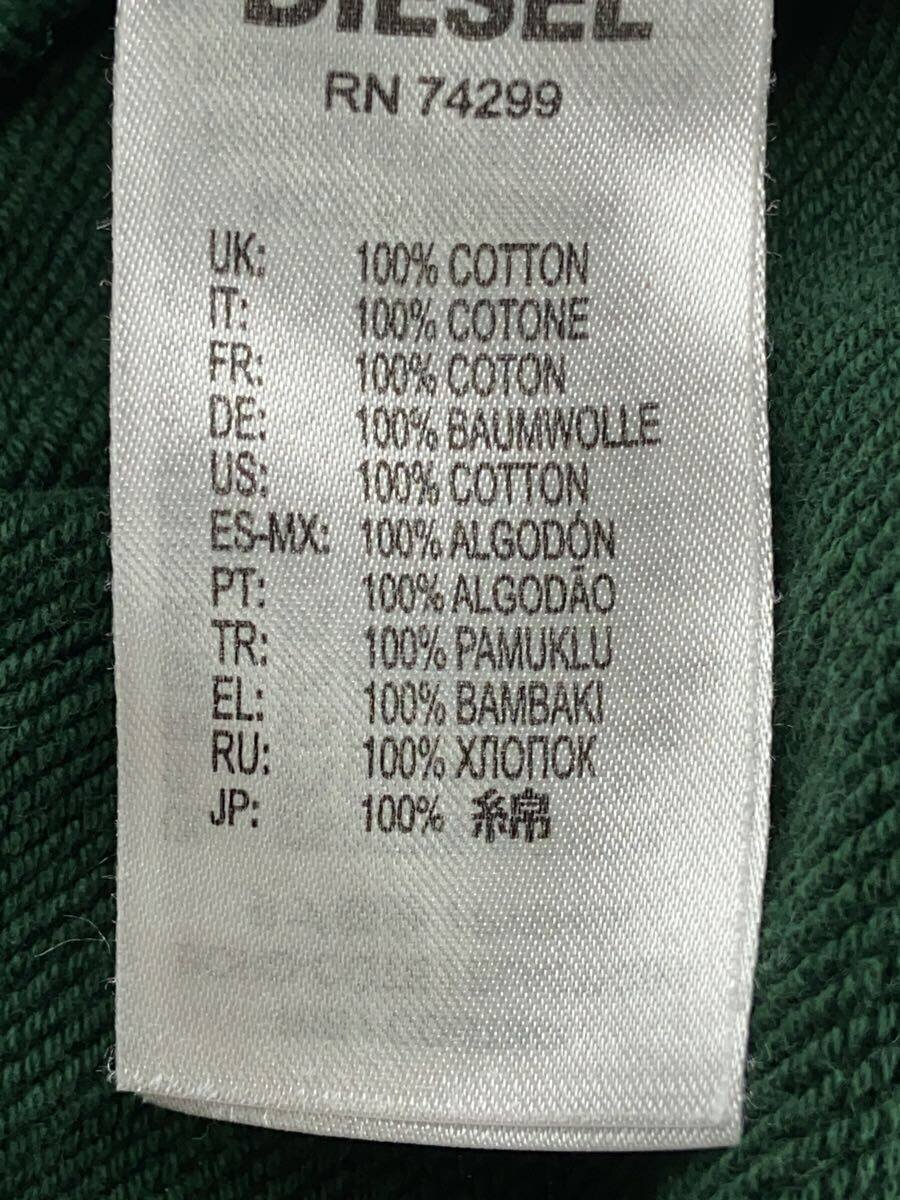 DIESEL
RN 74299
UK: 100% COTTON
IT: 100% COTONE
FR: 100% COTON
DE: 100% BAUMWOLLE
US: 100% COTTON
ES-MX: 100% ALGODÓN
PT: 100% ALGODÃO
TR: 100% PAMUKLU
EL: 100% BAMBAKI
RU: 100% ХЛОПОК
JP: 100% 綿